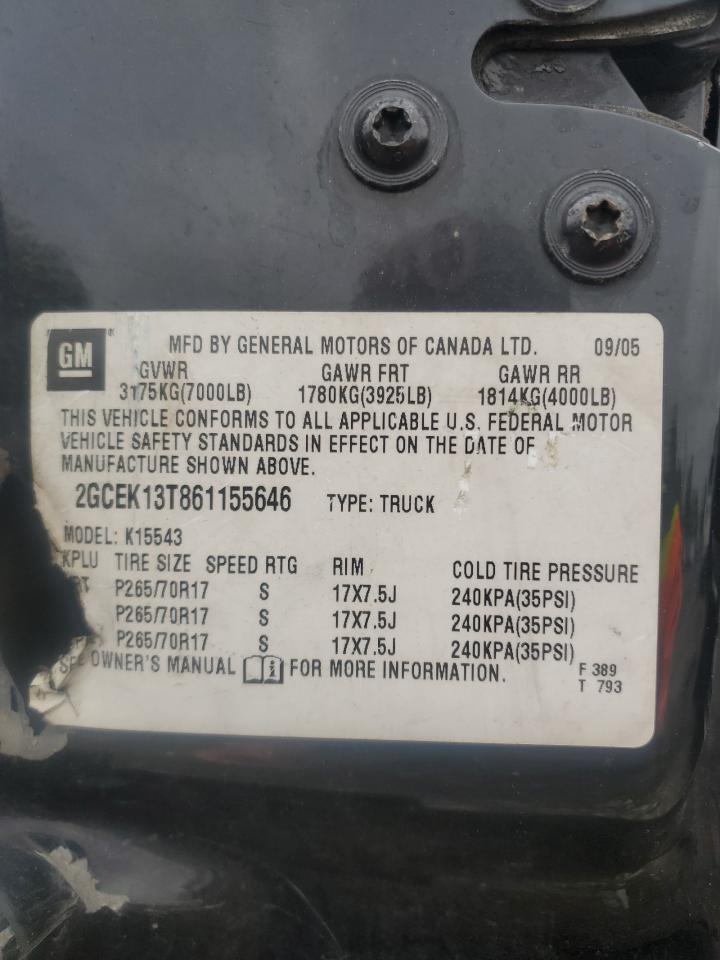 GM ®
MFD BY GENERAL MOTORS OF CANADA LTD. 09/05
GVWR GAWR FRT GAWR RR
3175KG(7000LB) 1780KG(3925LB) 1814KG(4000LB)
THIS VEHICLE CONFORMS TO ALL APPLICABLE U.S. FEDERAL MOTOR
VEHICLE SAFETY STANDARDS IN EFFECT ON THE DATE OF
MANUFACTURE SHOWN ABOVE.
2GCEK13T861155646 TYPE: TRUCK
MODEL: K15543
KPLU TIRE SIZE SPEED RTG RIM COLD TIRE PRESSURE
P265/70R17 S 17X7.5J 240KPA(35PSI)
P265/70R17 S 17X7.5J 240KPA(35PSI)
P265/70R17 S 17X7.5J 240KPA(35PSI)
SEE OWNER'S MANUAL FOR MORE INFORMATION.
F 389
T 793